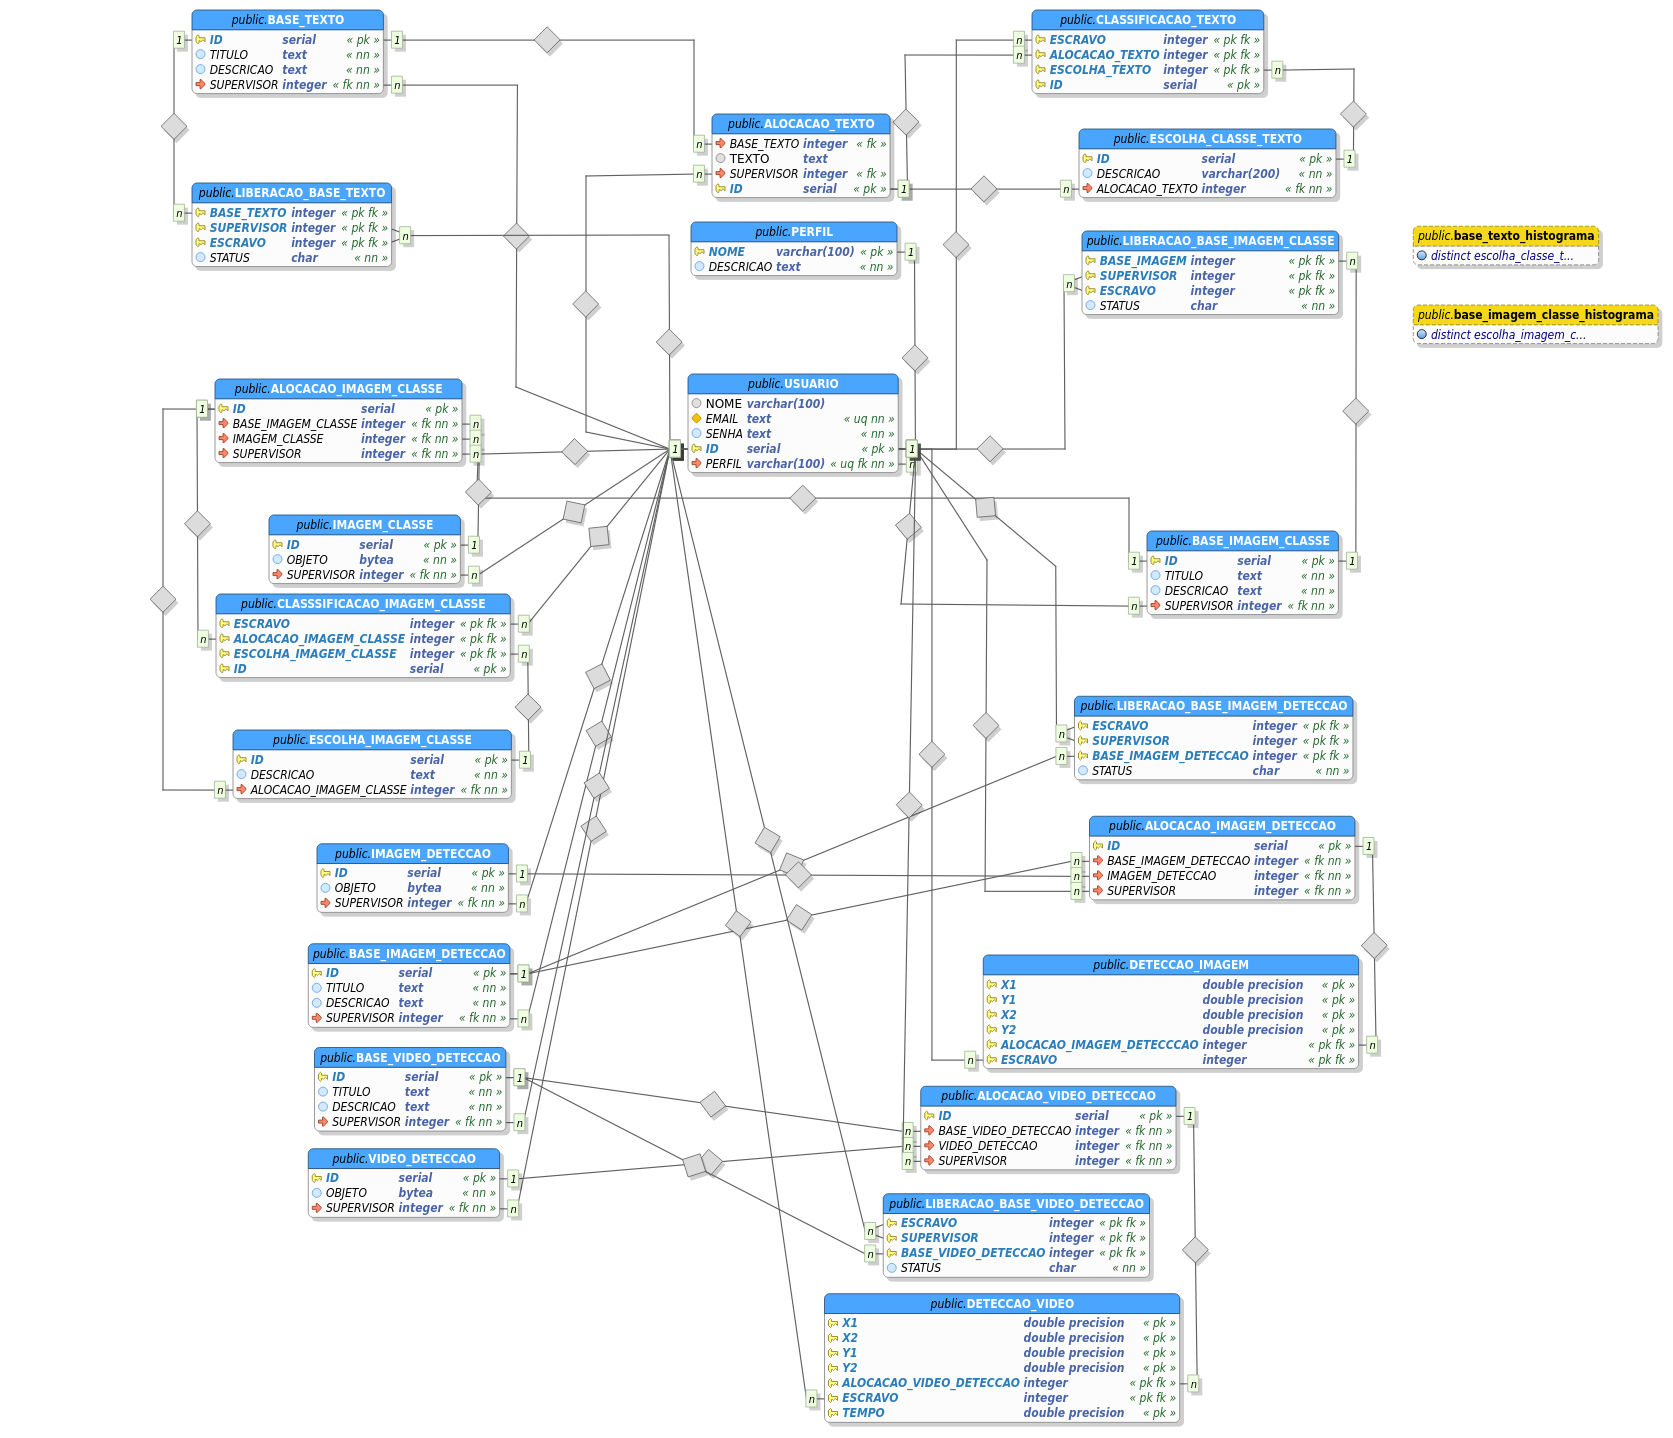 public.BASE_TEXTO
1 ID serial « pk » 1
TITULO text « nn »
DESCRICAO text « nn »
SUPERVISOR integer « fk nn » n
public.CLASSIFICACAO_TEXTO
n ESCRAVO integer « pk fk »
n ALOCACAO_TEXTO integer « pk fk »
ESCOLHA_TEXTO integer « pk fk » n
ID serial « pk »
public.ALOCACAO_TEXTO
n BASE_TEXTO integer « fk »
TEXTO text
n SUPERVISOR integer « fk »
ID serial « pk » 1
public.ESCOLHA_CLASSE_TEXTO
ID serial « pk » 1
DESCRICAO varchar(200) « nn »
n ALOCACAO_TEXTO integer « fk nn »
public.LIBERACAO_BASE_TEXTO
n BASE_TEXTO integer « pk fk »
SUPERVISOR integer « pk fk »
n
ESCRAVO integer « pk fk »
STATUS char « nn »
public.PERFIL
NOME varchar(100) « pk » 1
DESCRICAO text « nn »
public.LIBERACAO_BASE_IMAGEM_CLASSE
BASE_IMAGEM integer « pk fk » n
SUPERVISOR integer « pk fk »
n
ESCRAVO integer « pk fk »
STATUS char « nn »
public.base_texto_histograma
distinct escolha_classe_t...
public.base_imagem_classe_histograma
distinct escolha_imagem_c...
public.ALOCACAO_IMAGEM_CLASSE
1 ID serial « pk »
BASE_IMAGEM_CLASSE integer « fk nn » n
IMAGEM_CLASSE integer « fk nn » n
SUPERVISOR integer « fk nn » n
public.USUARIO
NOME varchar(100)
EMAIL text « uq nn »
SENHA text « nn »
1 ID serial « pk » 1
PERFIL varchar(100) « uq fk nn » n
public.IMAGEM_CLASSE
ID serial « pk » 1
OBJETO bytea « nn »
SUPERVISOR integer « fk nn » n
public.BASE_IMAGEM_CLASSE
1 ID serial « pk » 1
TITULO text « nn »
DESCRICAO text « nn »
n SUPERVISOR integer « fk nn »
public.CLASSSIFICACAO_IMAGEM_CLASSE
ESCRAVO integer « pk fk » n
n ALOCACAO_IMAGEM_CLASSE integer « pk fk »
ESCOLHA_IMAGEM_CLASSE integer « pk fk » n
ID serial « pk »
public.LIBERACAO_BASE_IMAGEM_DETECCAO
ESCRAVO integer « pk fk »
n
SUPERVISOR integer « pk fk »
n BASE_IMAGEM_DETECCAO integer « pk fk »
STATUS char « nn »
public.ESCOLHA_IMAGEM_CLASSE
ID serial « pk » 1
DESCRICAO text « nn »
n ALOCACAO_IMAGEM_CLASSE integer « fk nn »
public.ALOCACAO_IMAGEM_DETECCAO
ID serial « pk » 1
n BASE_IMAGEM_DETECCAO integer « fk nn »
n IMAGEM_DETECCAO integer « fk nn »
n SUPERVISOR integer « fk nn »
public.IMAGEM_DETECCAO
ID serial « pk » 1
OBJETO bytea « nn »
SUPERVISOR integer « fk nn » n
public.BASE_IMAGEM_DETECCAO
ID serial « pk » 1
TITULO text « nn »
DESCRICAO text « nn »
SUPERVISOR integer « fk nn » n
public.DETECCAO_IMAGEM
X1 double precision « pk »
Y1 double precision « pk »
X2 double precision « pk »
Y2 double precision « pk »
ALOCACAO_IMAGEM_DETECCCAO integer « pk fk » n
n ESCRAVO integer « pk fk »
public.BASE_VIDEO_DETECCAO
ID serial « pk » 1
TITULO text « nn »
DESCRICAO text « nn »
SUPERVISOR integer « fk nn » n
public.ALOCACAO_VIDEO_DETECCAO
ID serial « pk » 1
n BASE_VIDEO_DETECCAO integer « fk nn »
n VIDEO_DETECCAO integer « fk nn »
n SUPERVISOR integer « fk nn »
public.VIDEO_DETECCAO
ID serial « pk » 1
OBJETO bytea « nn »
SUPERVISOR integer « fk nn » n
public.LIBERACAO_BASE_VIDEO_DETECCAO
ESCRAVO integer « pk fk »
n
SUPERVISOR integer « pk fk »
n BASE_VIDEO_DETECCAO integer « pk fk »
STATUS char « nn »
public.DETECCAO_VIDEO
X1 double precision « pk »
X2 double precision « pk »
Y1 double precision « pk »
Y2 double precision « pk »
ALOCACAO_VIDEO_DETECCAO integer « pk fk » n
n ESCRAVO integer « pk fk »
TEMPO double precision « pk »